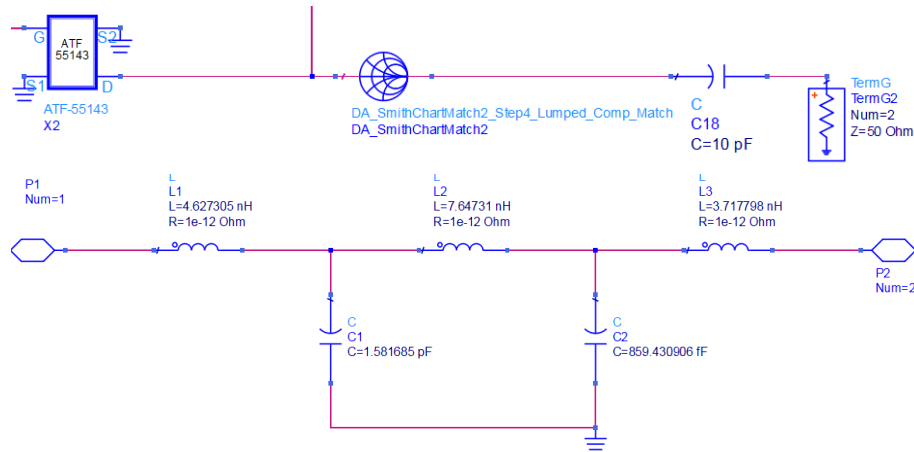 G
S2
ATF
55143
S1
D
ATF-55143
X2
DA_SmithChartMatch2_Step4_Lumped_Comp_Match
DA_SmithChartMatch2
C
C18
C=10 pF
TermG
TermG2
Num=2
Z=50 Ohm
+
P1
Num=1
L
L1
L=4.627305 nH
R=1e-12 Ohm
L
L2
L=7.64731 nH
R=1e-12 Ohm
L
L3
L=3.717798 nH
R=1e-12 Ohm
P2
Num=2
C
C1
C=1.581685 pF
C
C2
C=859.430906 fF